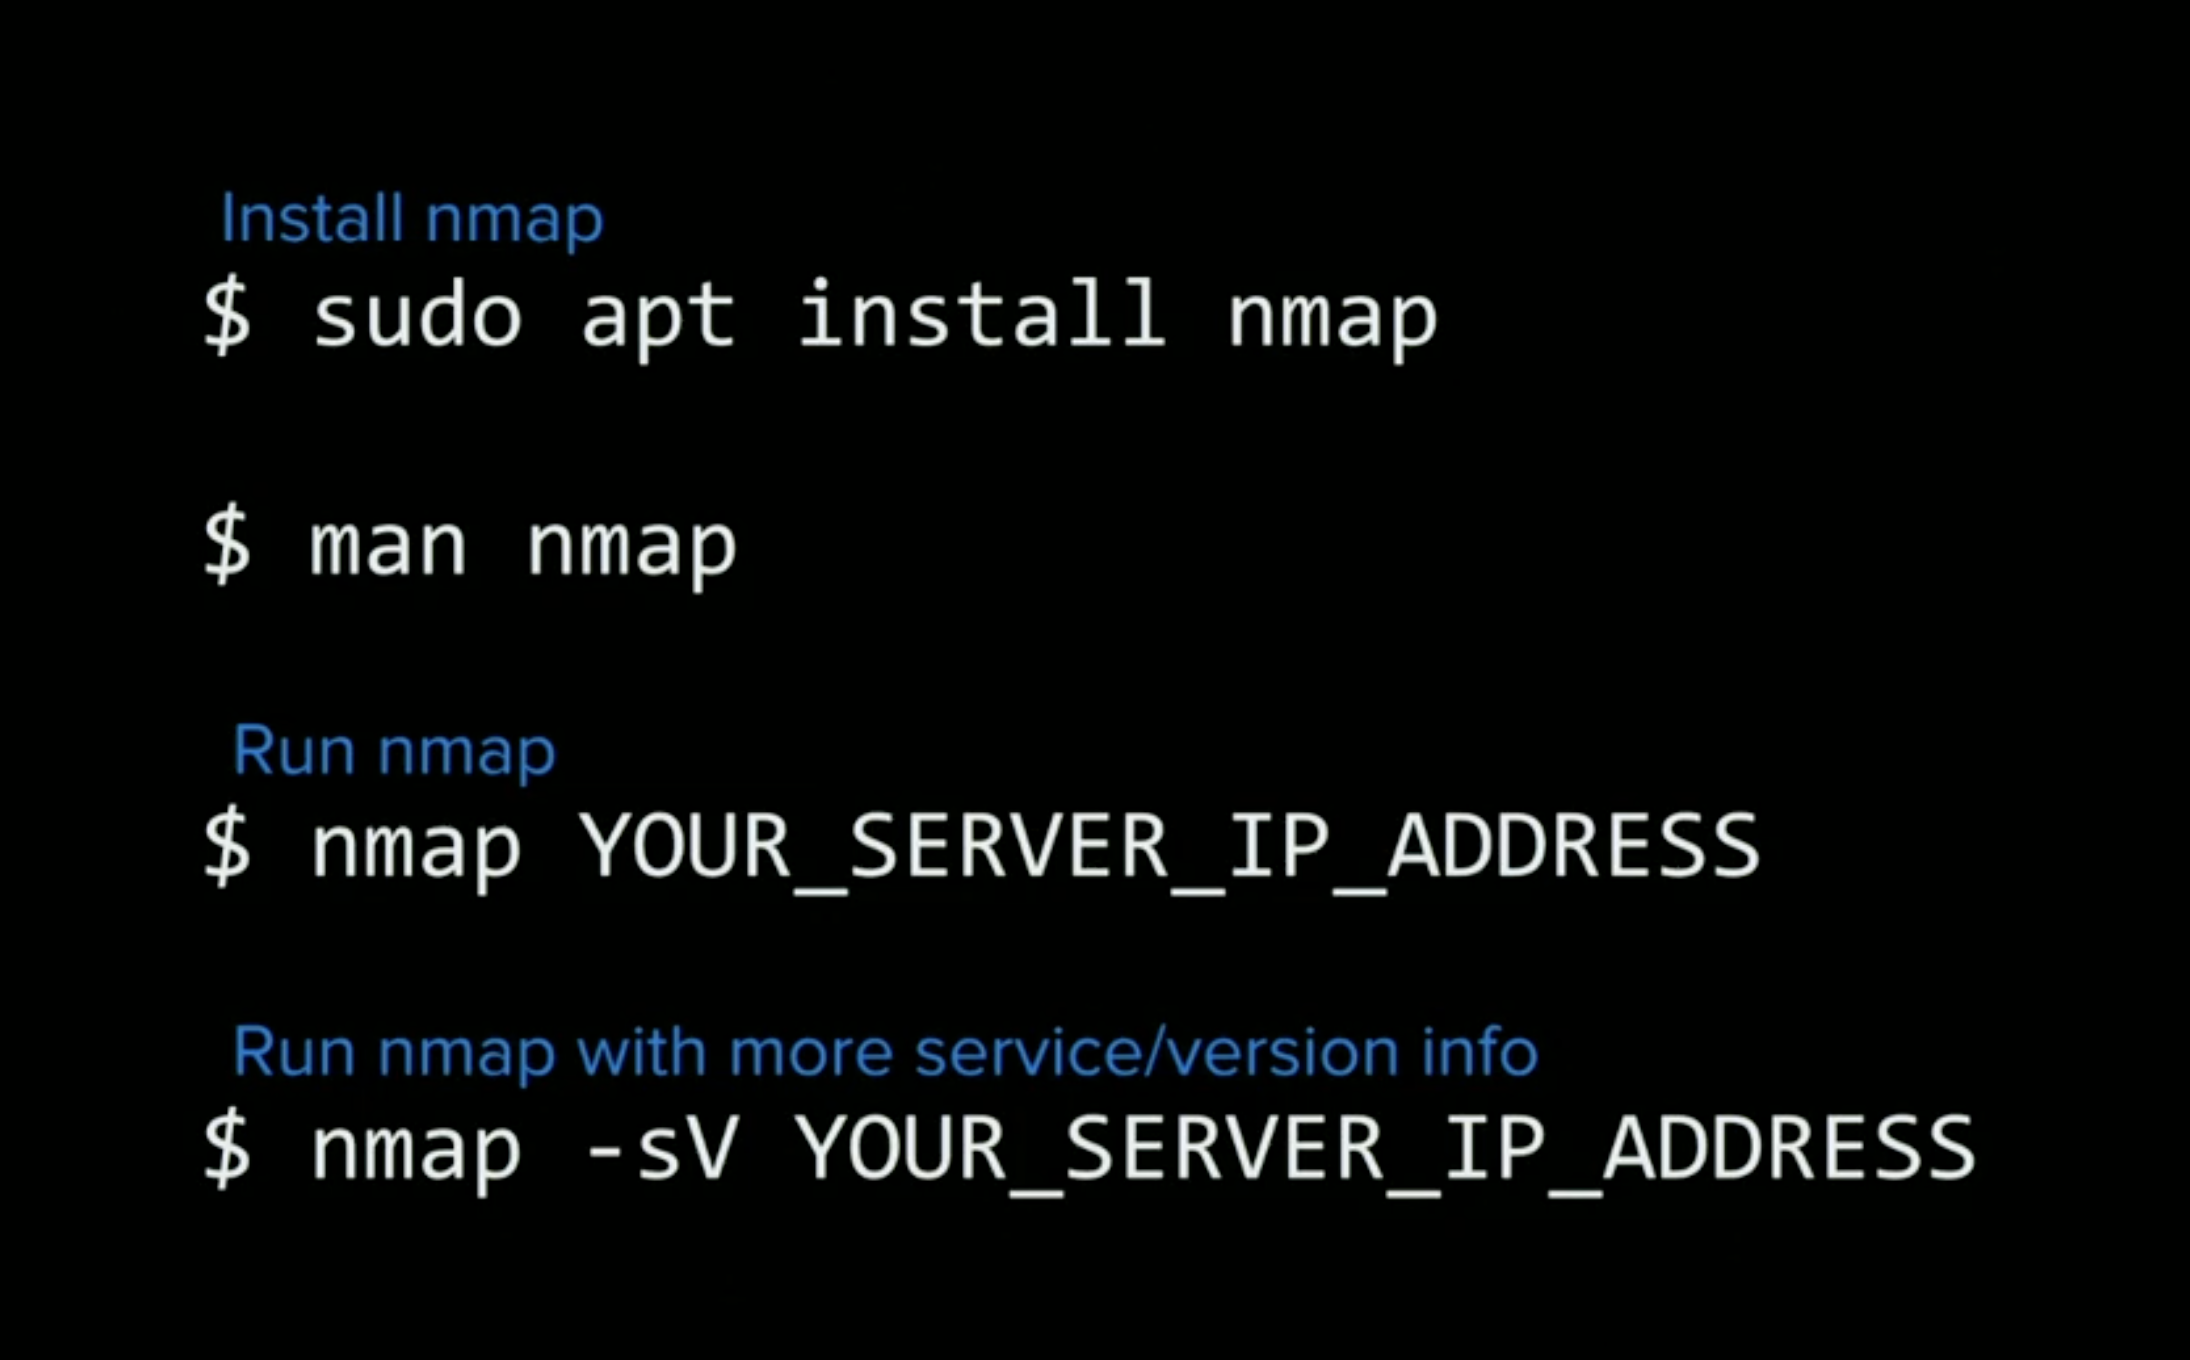 Install nmap
$ sudo apt install nmap
$ man nmap
Run nmap
$ nmap YOUR_SERVER_IP_ADDRESS
Run nmap with more service/version info
$ nmap -sV YOUR_SERVER_IP_ADDRESS